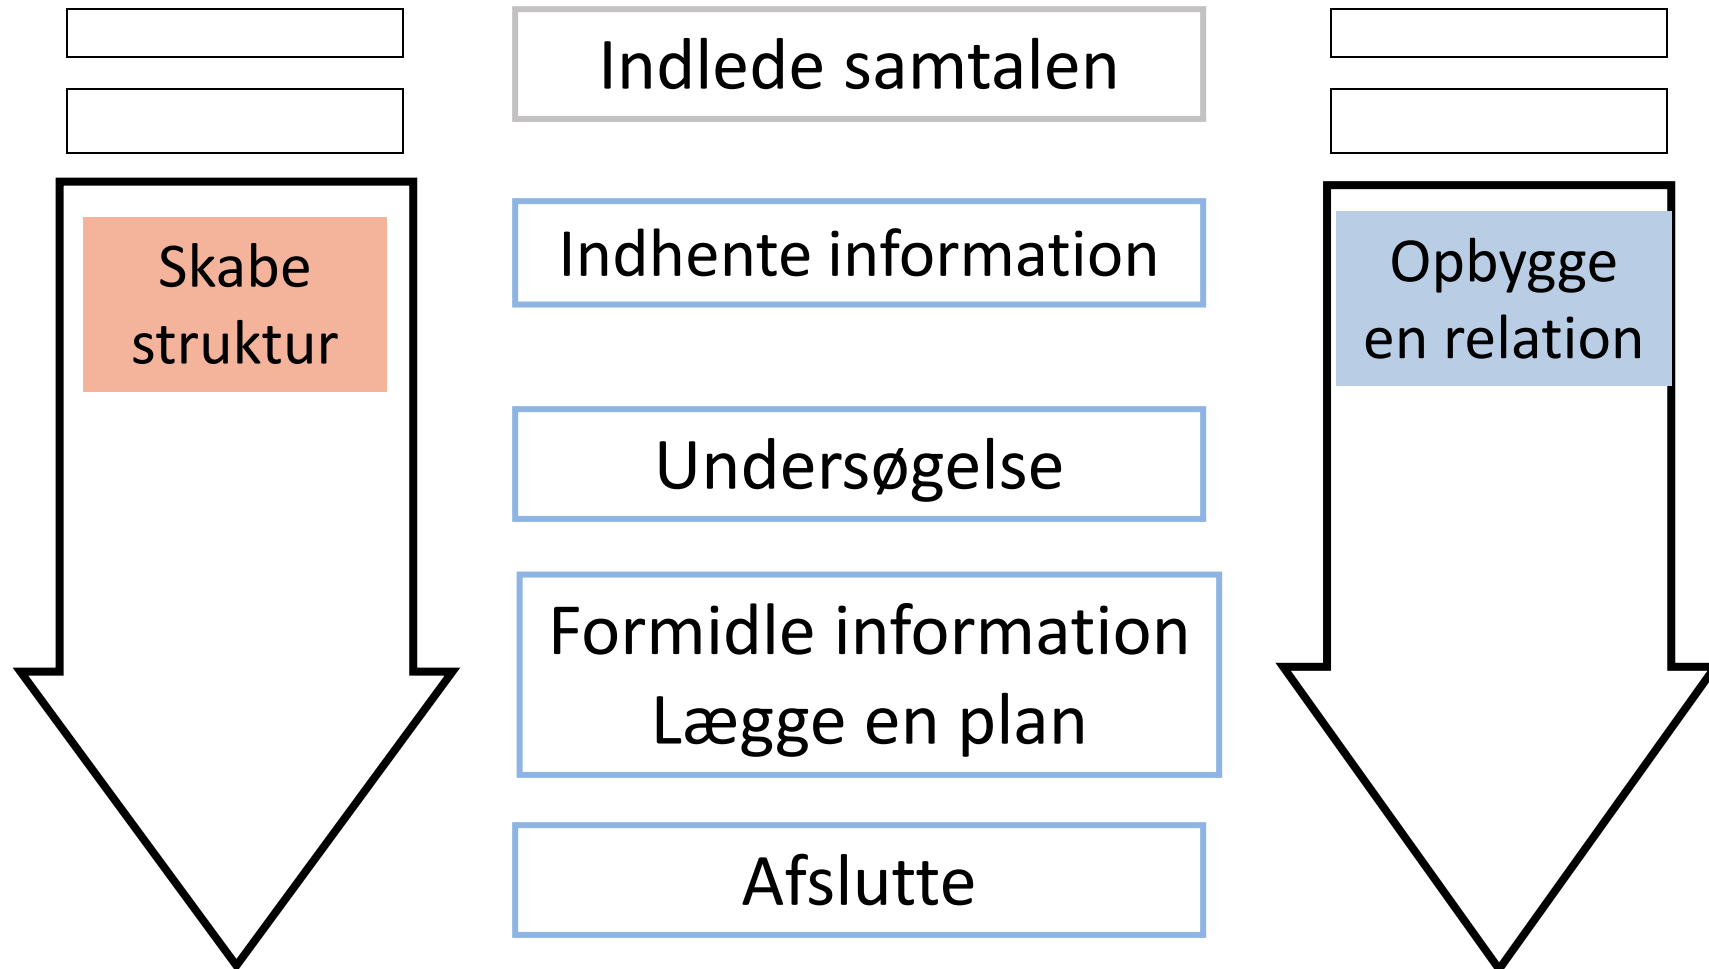 Indlede samtalen
Skabe
struktur
Indhente information
Opbygge
en relation
Undersøgelse
Formidle information
Lægge en plan
Afslutte